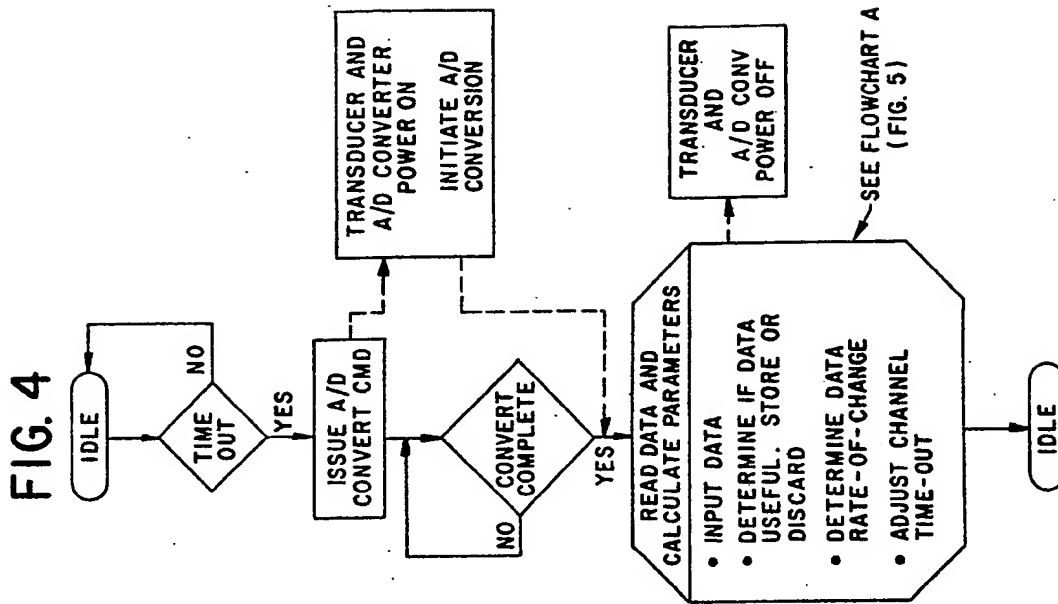 FIG. 4
IDLE
TIME
OUT
NO
YES
ISSUE A/D
CONVERT CMD
TRANSDUCER AND
A/D CONVERTER.
POWER ON
INITIATE A/D
CONVERSION
CONVERT
COMPLETE
NO
YES
READ DATA AND
CALCULATE PARAMETERS
• INPUT DATA
• DETERMINE IF DATA
USEFUL. STORE OR
DISCARD
• DETERMINE DATA
RATE-OF-CHANGE
• ADJUST CHANNEL
TIME-OUT
TRANSDUCER
AND
A/D CONV
POWER OFF
SEE FLOWCHART A
(FIG. 5)
IDLE